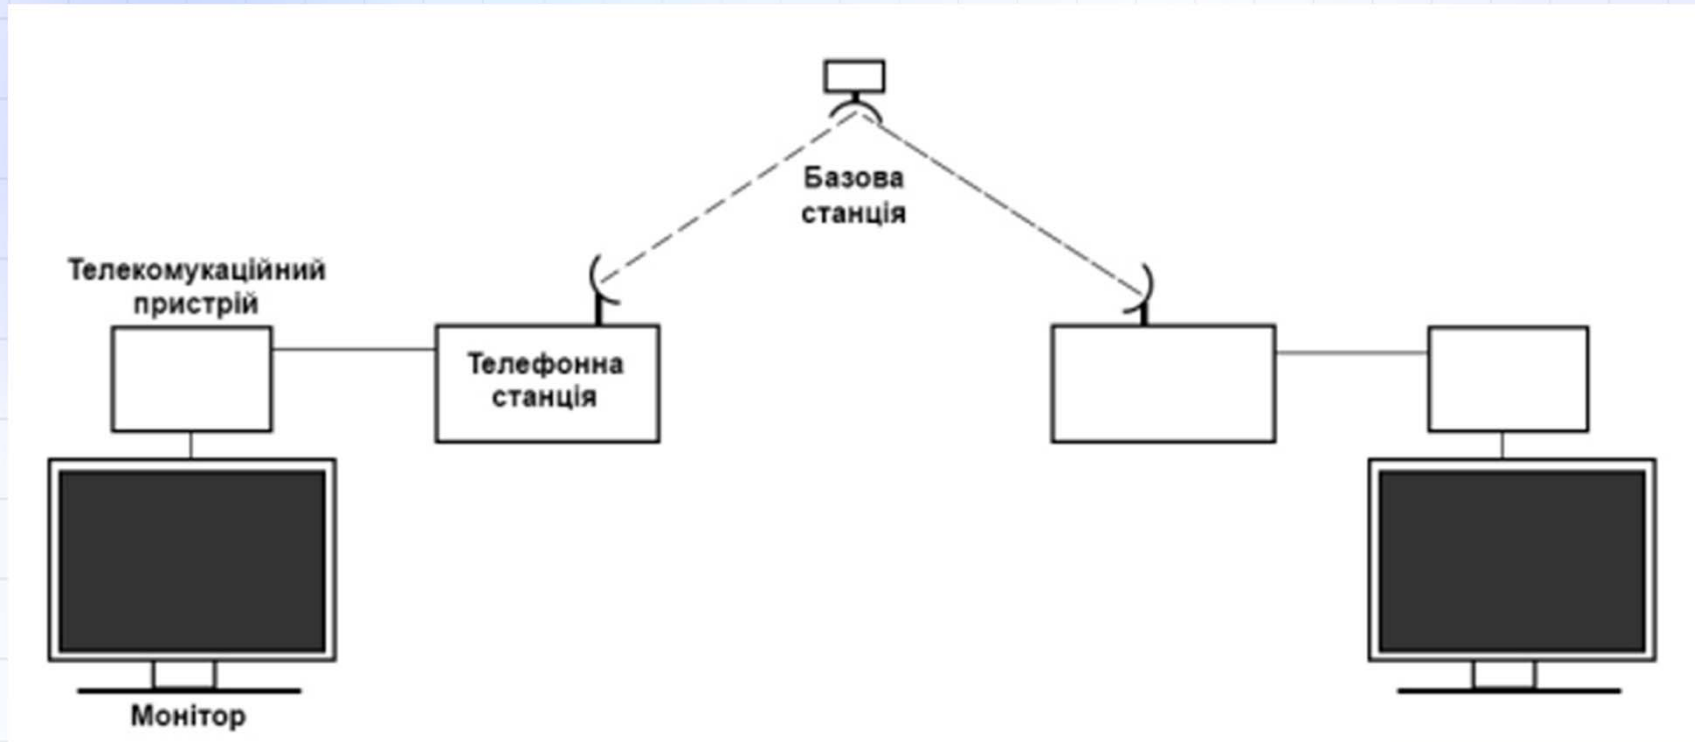 Базова
станція
Телекомукаційний
пристрій
Телефонна
станція
Монітор